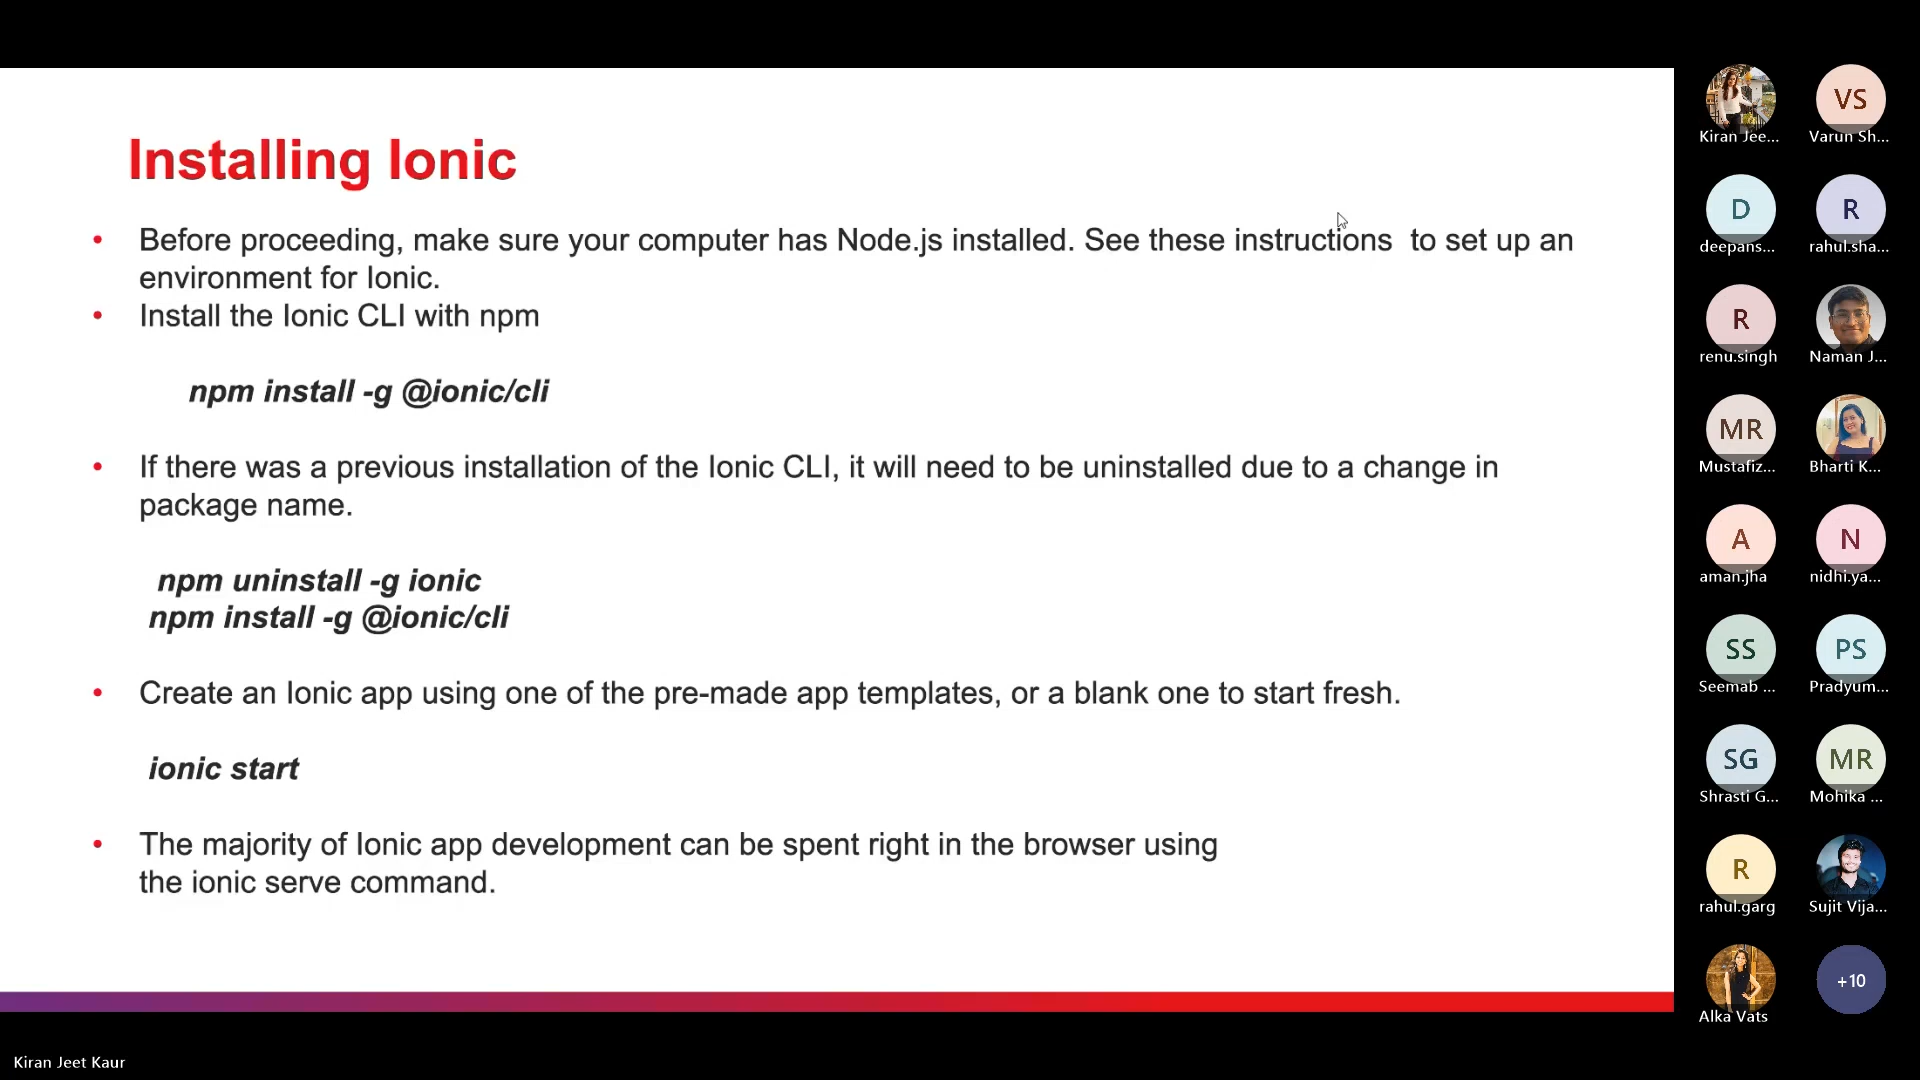 Installing Ionic
• Before proceeding, make sure your computer has Node.js installed. See these instructions  to set up an
environment for Ionic.
• Install the Ionic CLI with npm
npm install -g @ionic/cli
• If there was a previous installation of the Ionic CLI, it will need to be uninstalled due to a change in
package name.
npm uninstall -g ionic
npm install -g @ionic/cli
• Create an Ionic app using one of the pre-made app templates, or a blank one to start fresh.
ionic start
• The majority of Ionic app development can be spent right in the browser using
the ionic serve command.
Kiran Jee...
VS
Varun Sh...
D
deepans...
R
rahul.sha...
R
renu.singh
Naman J...
MR
Mustafiz...
Bharti K...
A
aman.jha
N
nidhi.ya...
SS
Seemab ...
PS
Pradyum...
SG
Shrasti G...
MR
Mohika ...
R
rahul.garg
Sujit Vija...
Alka Vats
+10
Kiran Jeet Kaur